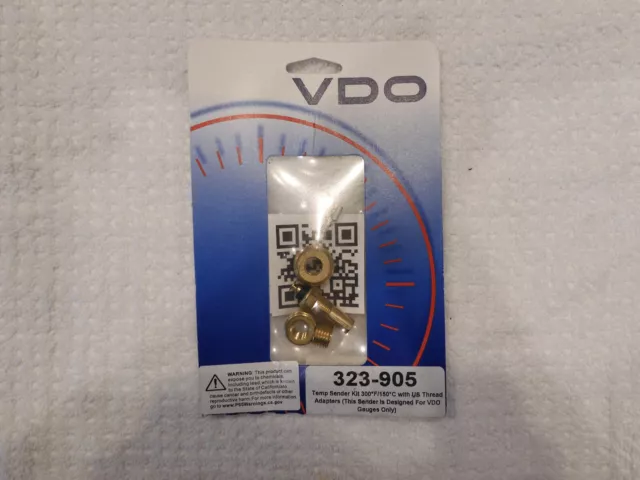 VDO
323-905
Temp Sender Kit 300°F/150°C with UB Thread
Adapters (This Sender Is Designed For VDO
Gauges Only)
WARNING: This product can
expose you to chemicals
including lead which is known
to the State of California to
cause cancer and birth defects or other
reproductive harm. For more information
go to www.P65Warnings.ca.gov